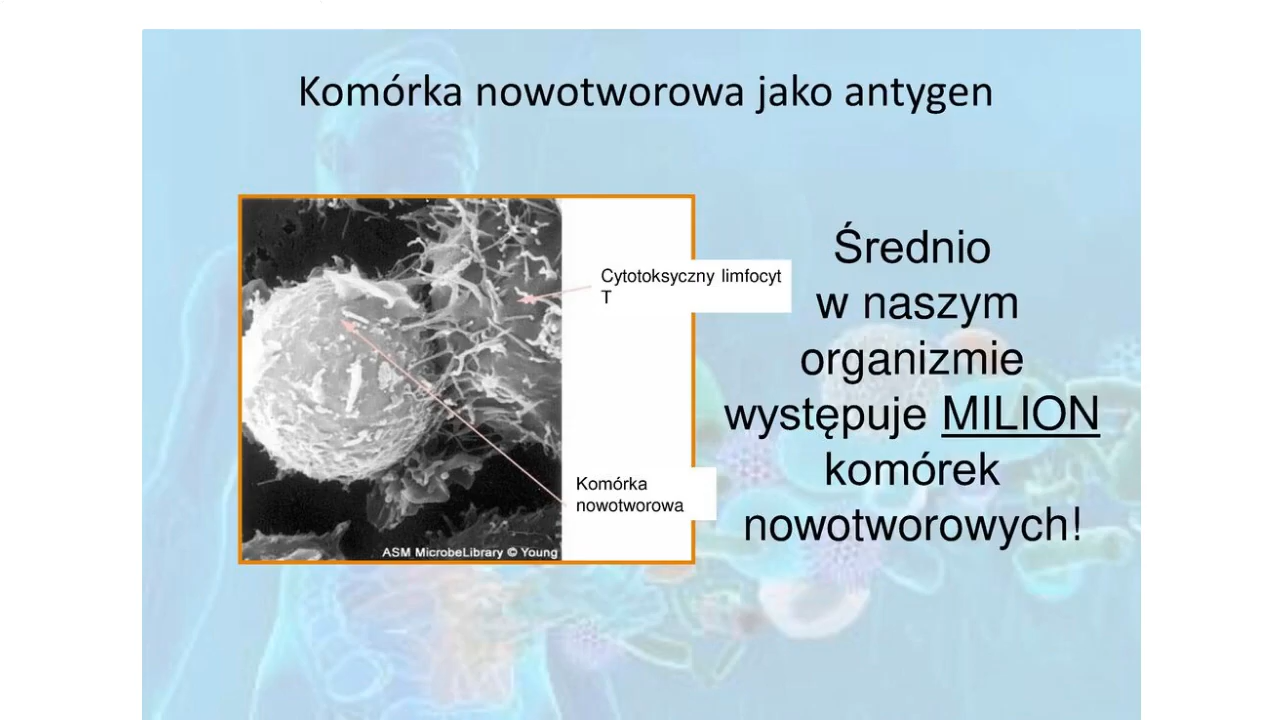 Komórka nowotworowa jako antygen
Cytotoksyczny limfocyt
T
Komórka
nowotworowa
ASM MicrobeLibrary © Young
Średnio
w naszym
organizmie
występuje MILION
komórek
nowotworowych!